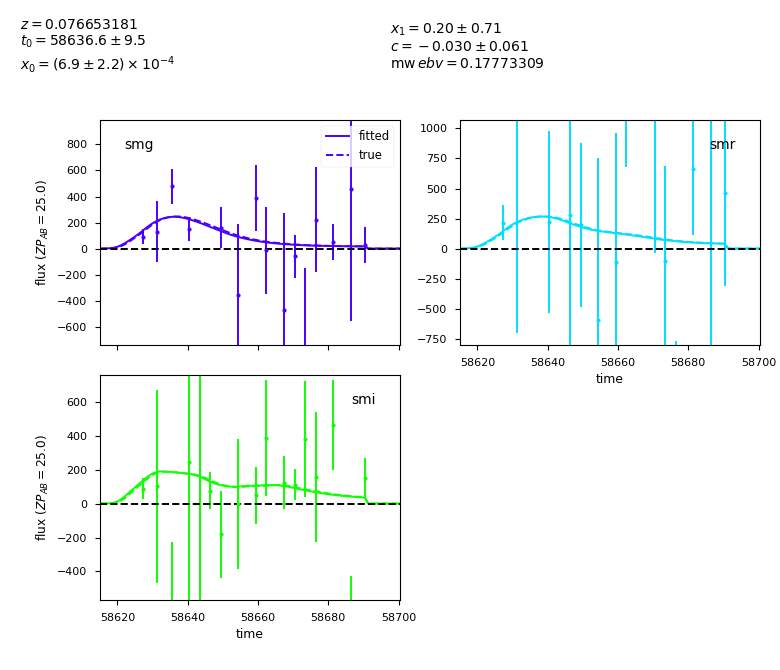 z = 0.076653181
t₀ = 58636.6 ± 9.5
x₀ = (6.9 ± 2.2) × 10⁻⁴
x₁ = 0.20 ± 0.71
c = −0.030 ± 0.061
mw ebv = 0.17773309
smg
fitted
true
800
600
400
200
0
−200
−400
−600
flux (ZP_AB = 25.0)
smr
1000
750
500
250
0
−250
−500
−750
58620 58640 58660 58680 58700
time
smi
600
400
200
0
−200
−400
flux (ZP_AB = 25.0)
58620 58640 58660 58680 58700
time